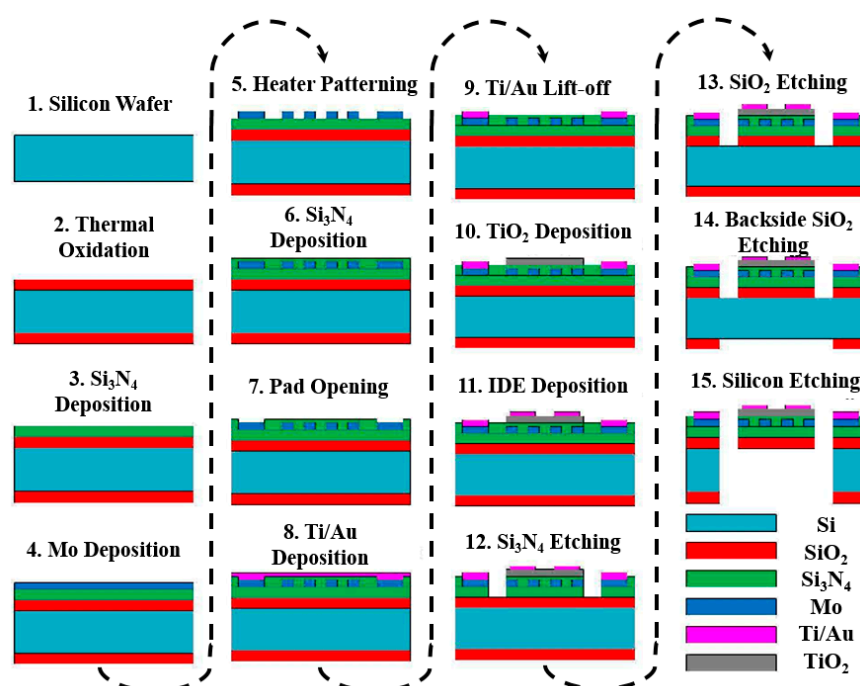 1. Silicon Wafer
2. Thermal
Oxidation
3. Si₃N₄
Deposition
4. Mo Deposition
5. Heater Patterning
6. Si₃N₄
Deposition
7. Pad Opening
8. Ti/Au
Deposition
9. Ti/Au Lift-off
10. TiO₂ Deposition
11. IDE Deposition
12. Si₃N₄ Etching
13. SiO₂ Etching
14. Backside SiO₂
Etching
15. Silicon Etching
Si
SiO₂
Si₃N₄
Mo
Ti/Au
TiO₂